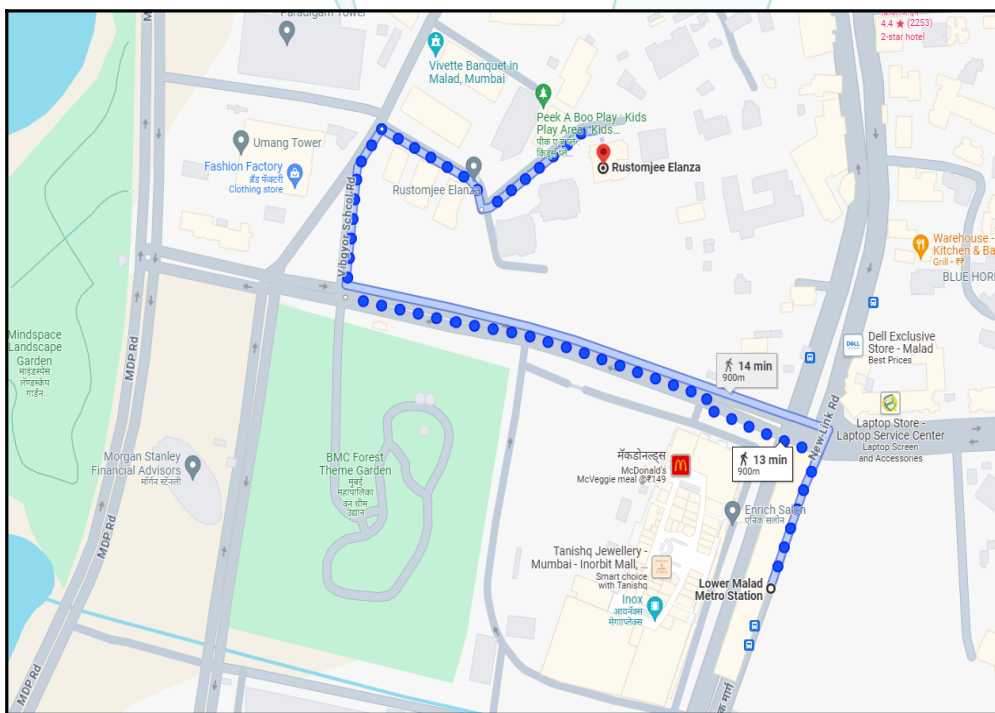 Paradigm Tower
4.4 ★ (2253)
2-star hotel
Vivette Banquet in
Malad, Mumbai
Peek A Boo Play : Kids
Play Area 'Kids...
Umang Tower
Fashion Factory
ब्रँड फॅक्टरी
Clothing store
Rustomjee Elanza
Rustomjee Elanza
Vibgyor School Rd
Warehouse -
Kitchen & Ba
Grill • ₹₹
BLUE HORI
Mindspace
Landscape
Garden
माइंडस्पेस
लॅण्डस्केप
गार्डन
MDP Rd
Dell Exclusive
Store - Malad
Best Prices
DELL
14 min
900m
New Link Rd
Laptop Store -
Laptop Service Center
Laptop Screen
and Accessories
13 min
900m
Morgan Stanley
Financial Advisors
मॉर्गन स्टॅनली
BMC Forest
Theme Garden
मुंबई
महापालिका
वन थीम
उद्यान
मॅकडोनल्ड्स
McDonald's
McVeggie meal @₹149
Enrich Salon
एनरिच सलोन
MDP Rd
Tanishq Jewellery -
Mumbai - Inorbit Mall, ...
Smart choice
with Tanishq
Lower Malad
Metro Station
Inox
आयनॉक्स
मेगाप्लेक्स
MDP Rd